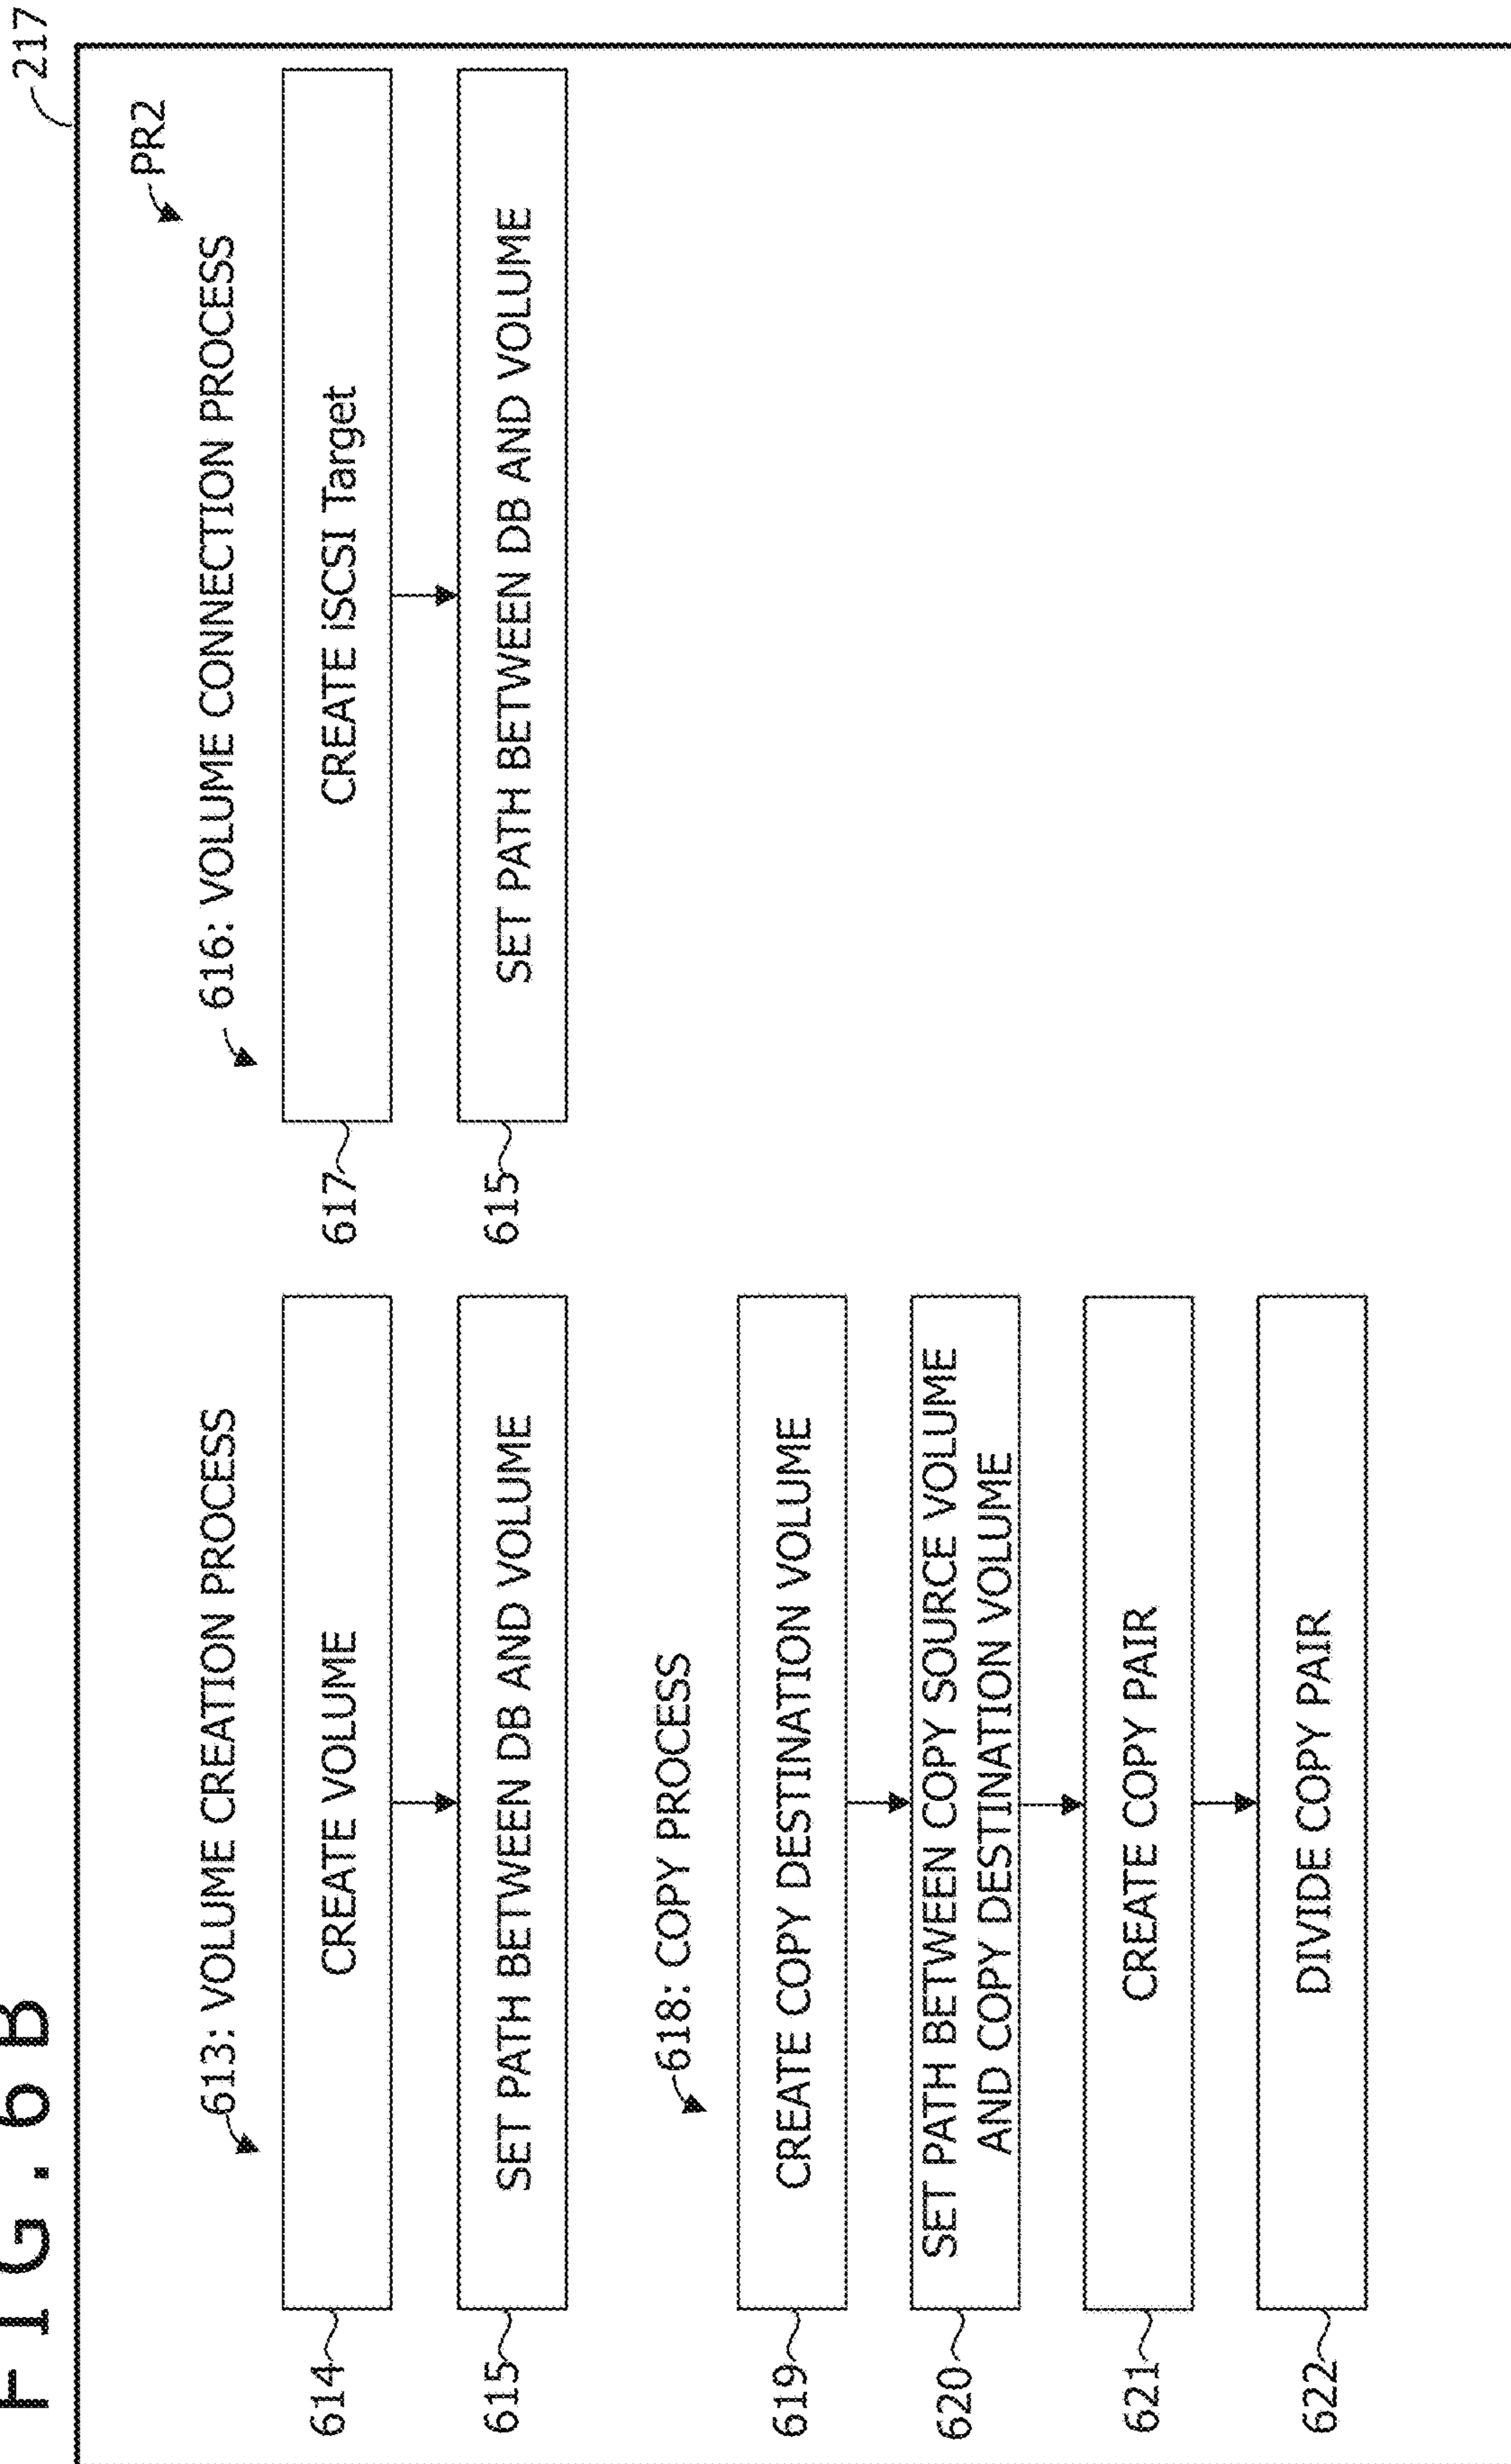 FIG.6B
217
PR2
613: VOLUME CREATION PROCESS
614
CREATE VOLUME
615
SET PATH BETWEEN DB AND VOLUME
616: VOLUME CONNECTION PROCESS
617
CREATE iSCSI Target
615
SET PATH BETWEEN DB AND VOLUME
618: COPY PROCESS
619
CREATE COPY DESTINATION VOLUME
620
SET PATH BETWEEN COPY SOURCE VOLUME
AND COPY DESTINATION VOLUME
621
CREATE COPY PAIR
622
DIVIDE COPY PAIR